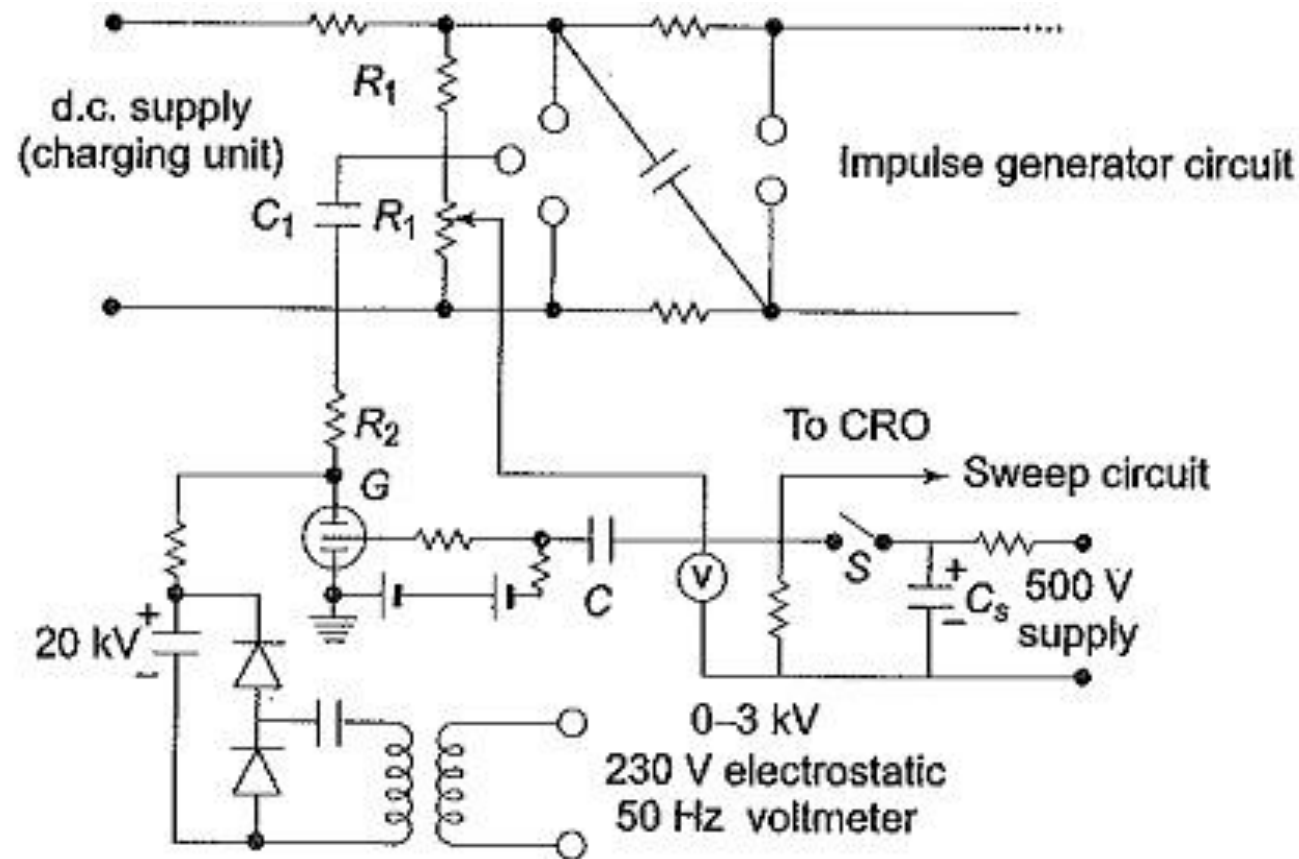 R₁
d.c. supply
(charging unit)
Impulse generator circuit
C₁
R₁
R₂
To CRO
Sweep circuit
G
S
V
C
+
Cₛ
−
500 V
supply
+
20 kV
−
0–3 kV
230 V electrostatic
50 Hz voltmeter